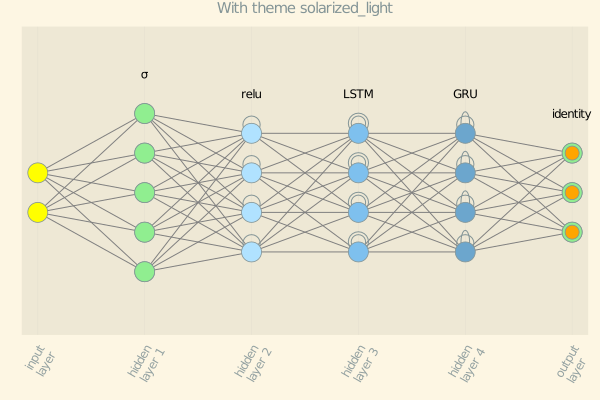 With theme solarized_light
σ
relu
LSTM
GRU
identity
input
layer
hidden
layer 1
hidden
layer 2
hidden
layer 3
hidden
layer 4
output
layer